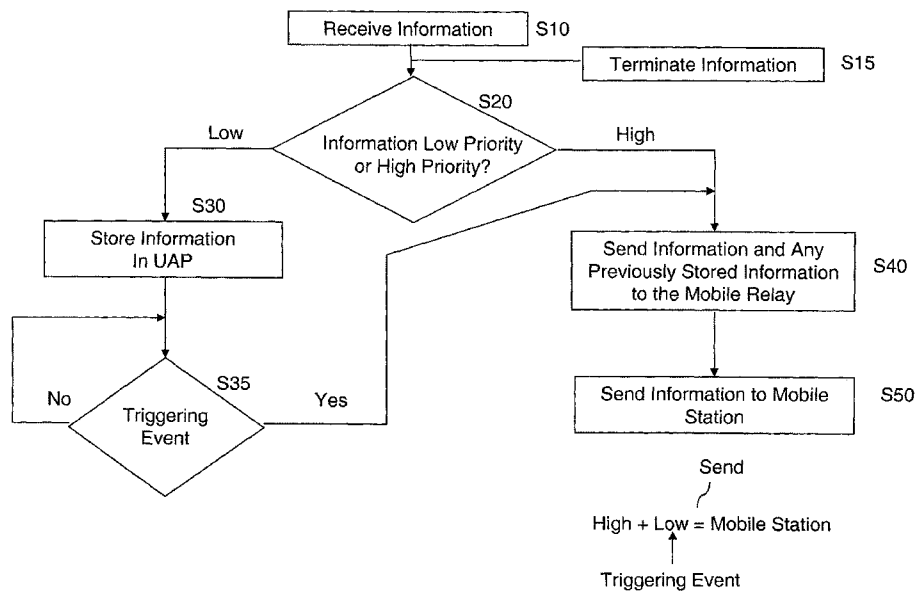 Receive Information
S10
Terminate Information
S15
S20
Low
Information Low Priority
or High Priority?
High
S30
Store Information
In UAP
Send Information and Any
Previously Stored Information
to the Mobile Relay
S40
S35
No
Triggering
Event
Yes
Send Information to Mobile
Station
S50
Send
High + Low = Mobile Station
Triggering Event